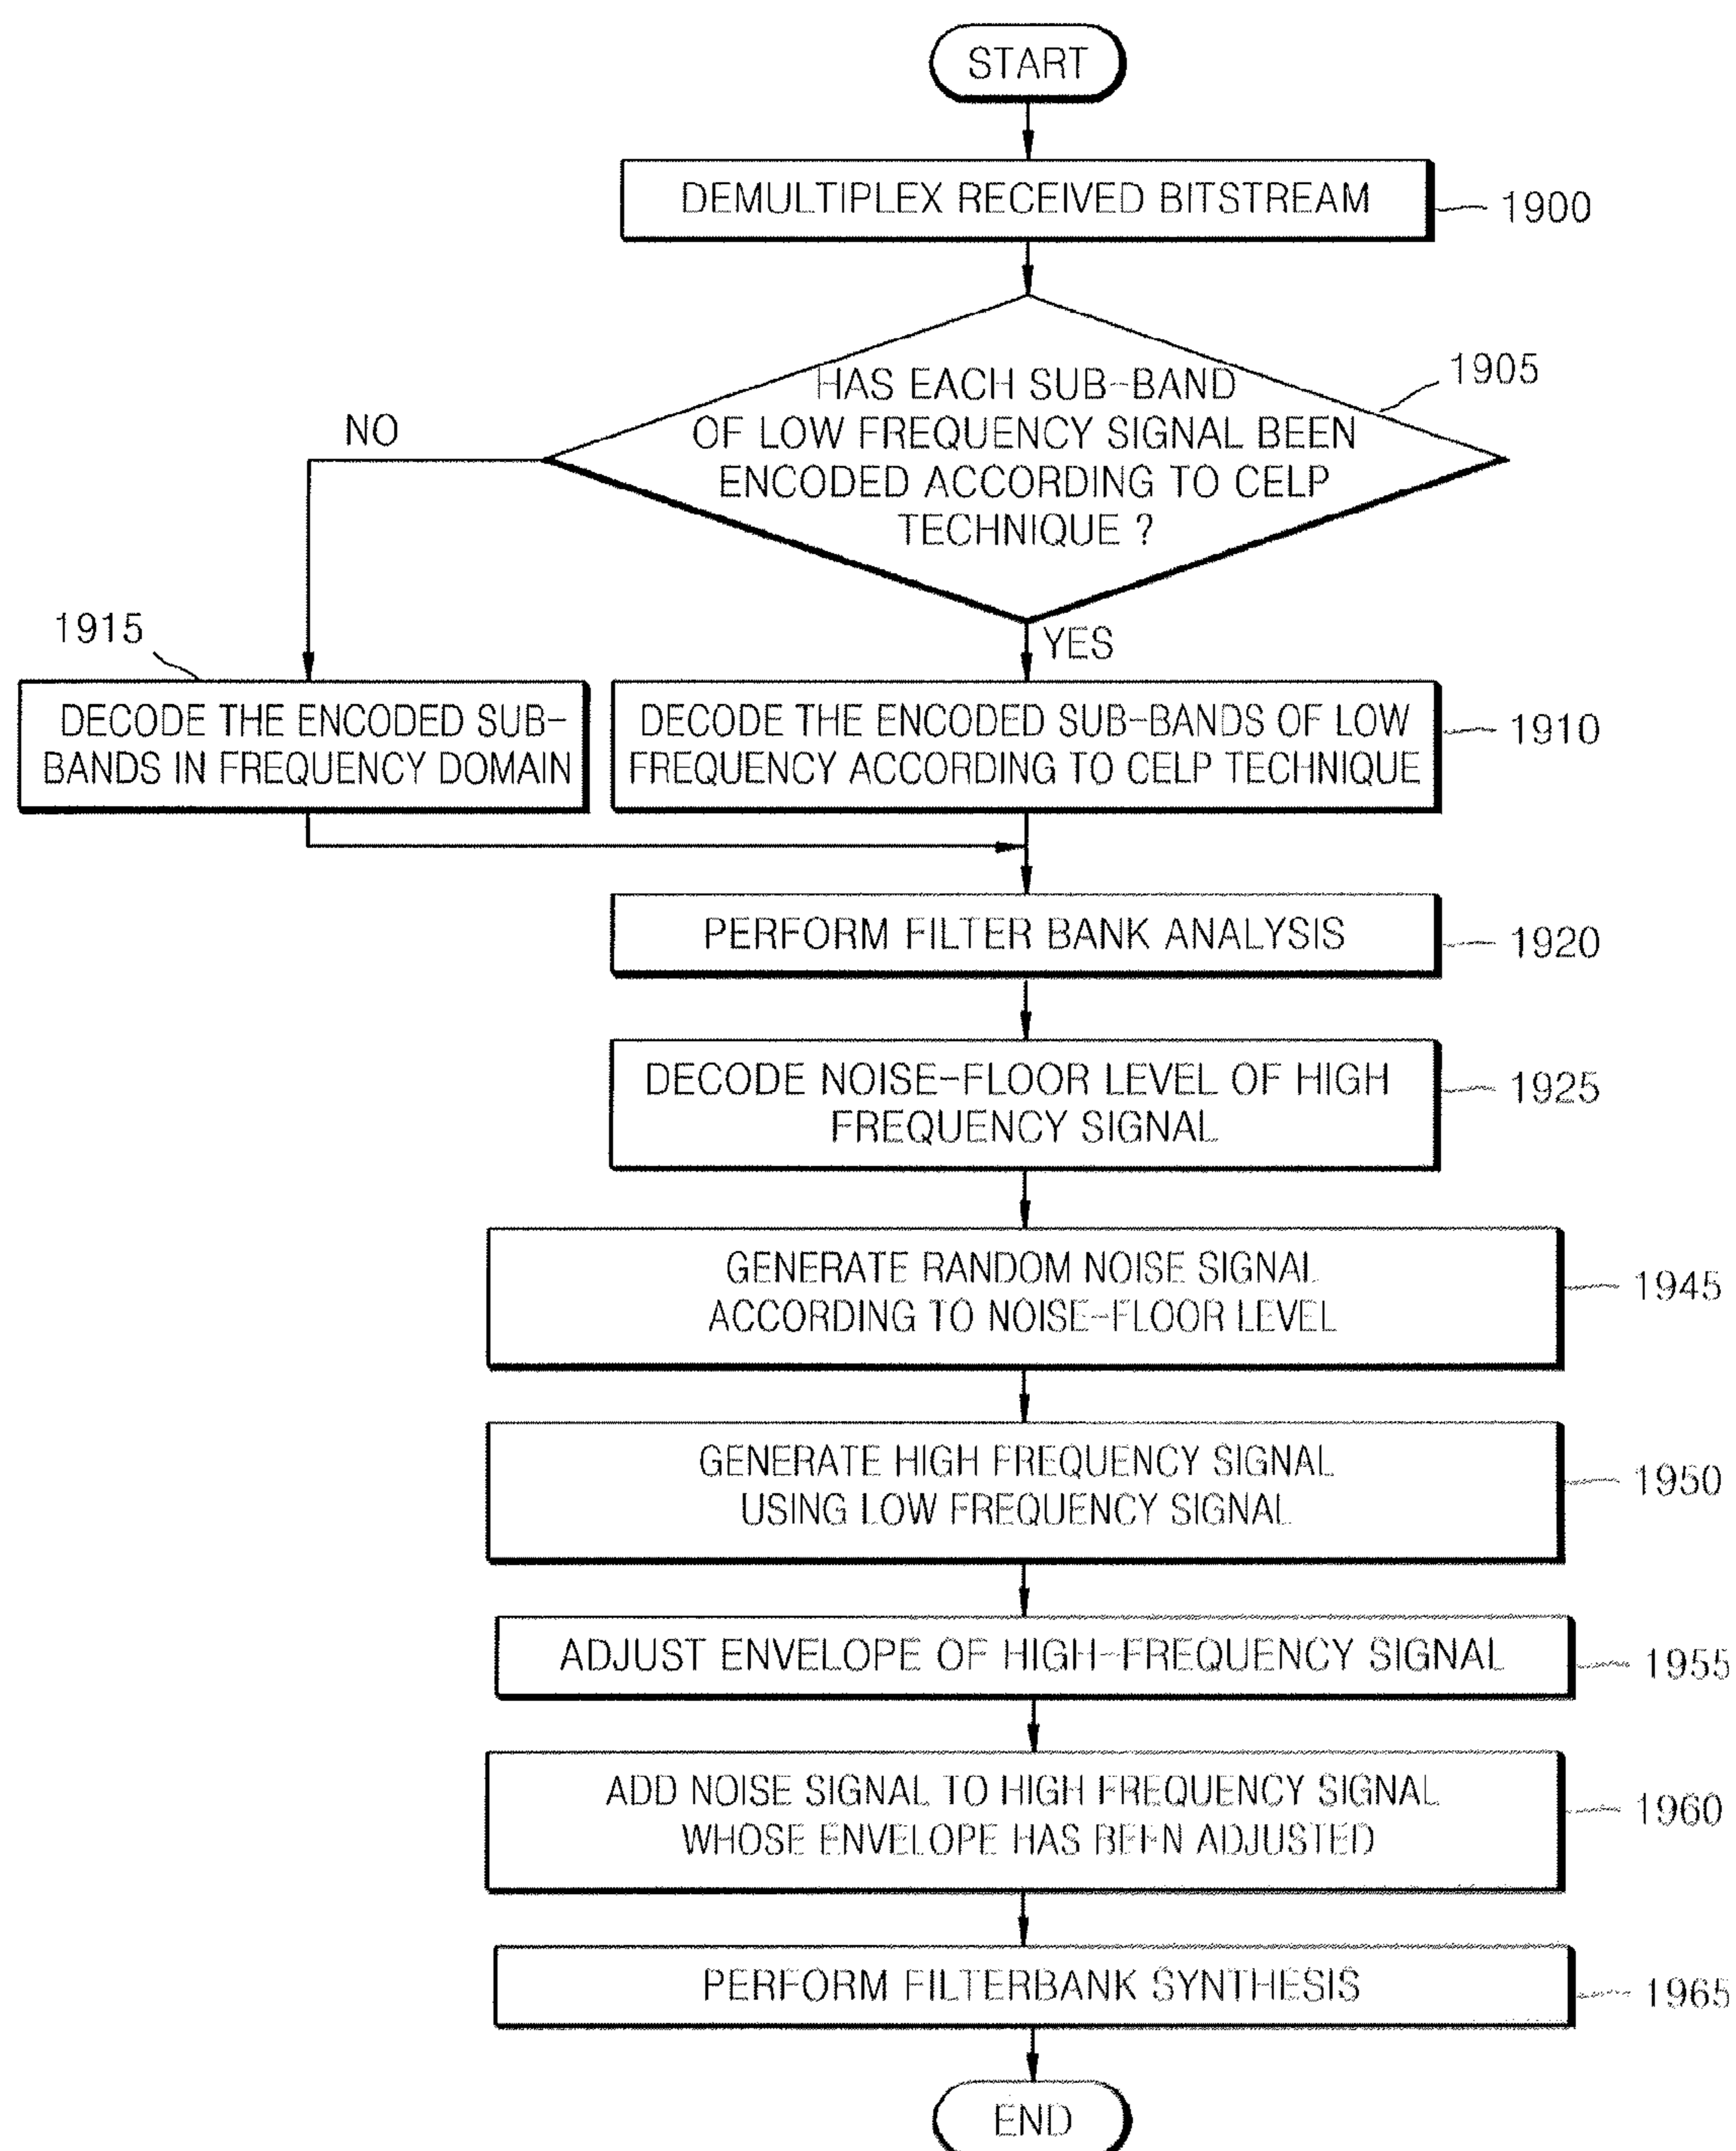 START
DEMULTIPLEX RECEIVED BITSTREAM
1900
HAS EACH SUB-BAND
OF LOW FREQUENCY SIGNAL BEEN
ENCODED ACCORDING TO CELP
TECHNIQUE ?
1905
NO
YES
1915
DECODE THE ENCODED SUB-
BANDS IN FREQUENCY DOMAIN
DECODE THE ENCODED SUB-BANDS OF LOW
FREQUENCY ACCORDING TO CELP TECHNIQUE
1910
PERFORM FILTER BANK ANALYSIS
1920
DECODE NOISE-FLOOR LEVEL OF HIGH
FREQUENCY SIGNAL
1925
GENERATE RANDOM NOISE SIGNAL
ACCORDING TO NOISE-FLOOR LEVEL
1945
GENERATE HIGH FREQUENCY SIGNAL
USING LOW FREQUENCY SIGNAL
1950
ADJUST ENVELOPE OF HIGH-FREQUENCY SIGNAL
1955
ADD NOISE SIGNAL TO HIGH FREQUENCY SIGNAL
WHOSE ENVELOPE HAS BEEN ADJUSTED
1960
PERFORM FILTERBANK SYNTHESIS
1965
END